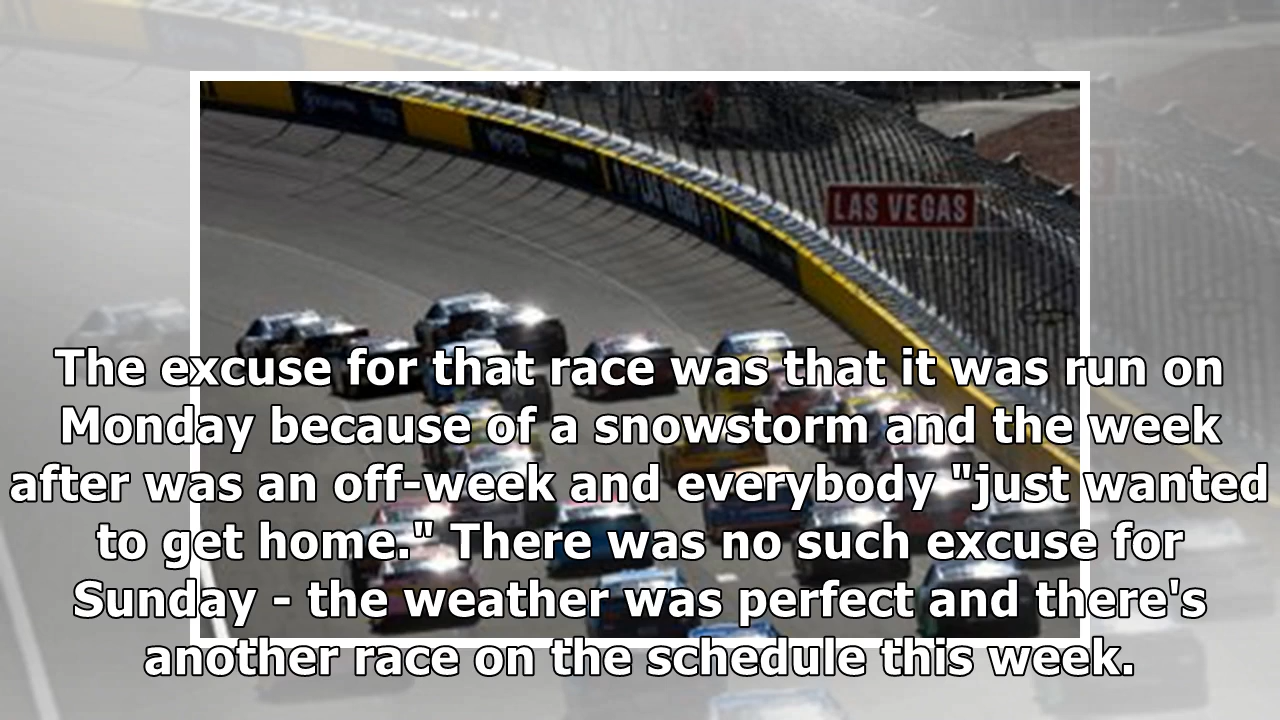 LAS VEGAS
The excuse for that race was that it was run on
Monday because of a snowstorm and the week
after was an off-week and everybody "just wanted
to get home." There was no such excuse for
Sunday - the weather was perfect and there's
another race on the schedule this week.